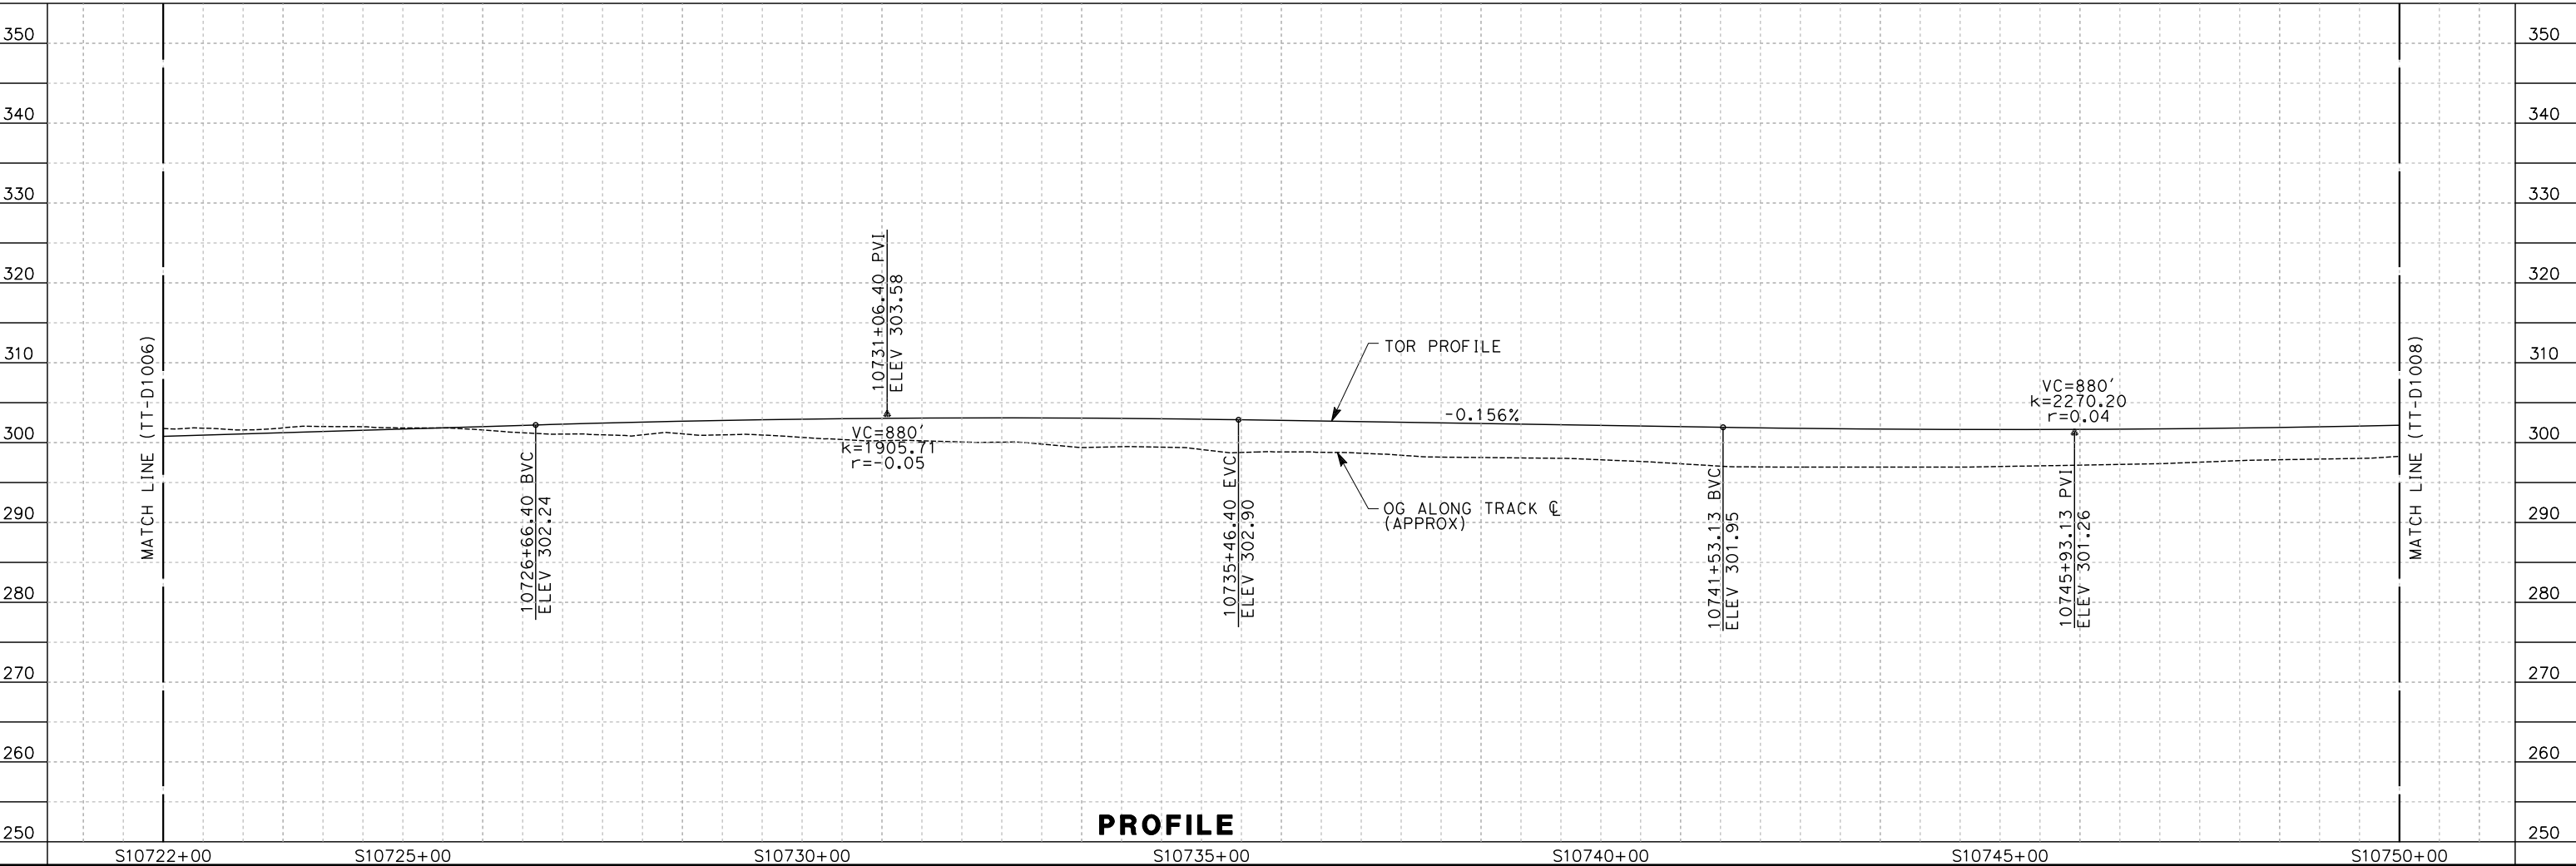 350
340
330
320
310
300
290
280
270
260
250
MATCH LINE (TT-D1006)
10726+66.40 BVC
ELEV 302.24
10731+06.40 PVI
ELEV 303.58
VC=880'
k=1905.71
r=-0.05
10735+46.40 EVC
ELEV 302.90
TOR PROFILE
-0.156%
OG ALONG TRACK ℄
(APPROX)
10741+53.13 BVC
ELEV 301.95
VC=880'
k=2270.20
r=0.04
10745+93.13 PVI
ELEV 301.26
MATCH LINE (TT-D1008)
350
340
330
320
310
300
290
280
270
260
250
PROFILE
S10722+00
S10725+00
S10730+00
S10735+00
S10740+00
S10745+00
S10750+00